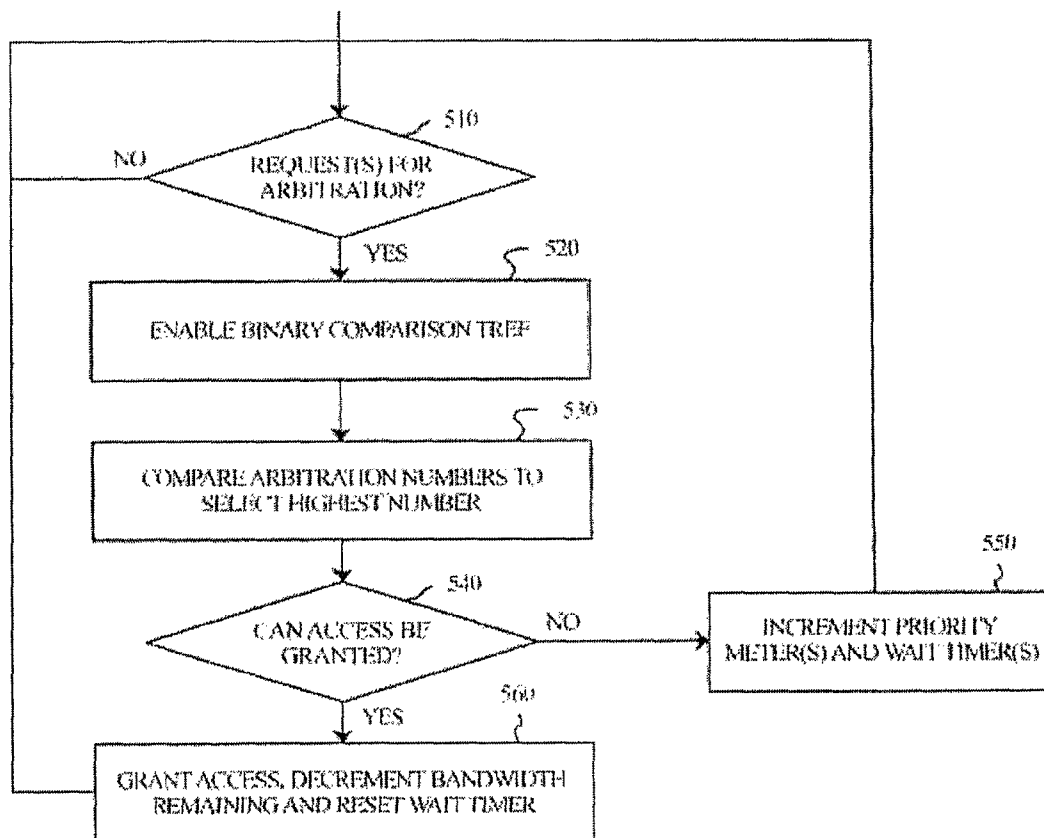 510
NO
REQUEST(S) FOR
ARBITRATION?
YES
520
ENABLE BINARY COMPARISON TREE
530
COMPARE ARBITRATION NUMBERS TO
SELECT HIGHEST NUMBER
540
550
CAN ACCESS BE
GRANTED?
NO
INCREMENT PRIORITY
METER(S) AND WAIT TIMER(S)
YES
560
GRANT ACCESS, DECREMENT BANDWIDTH
REMAINING AND RESET WAIT TIMER